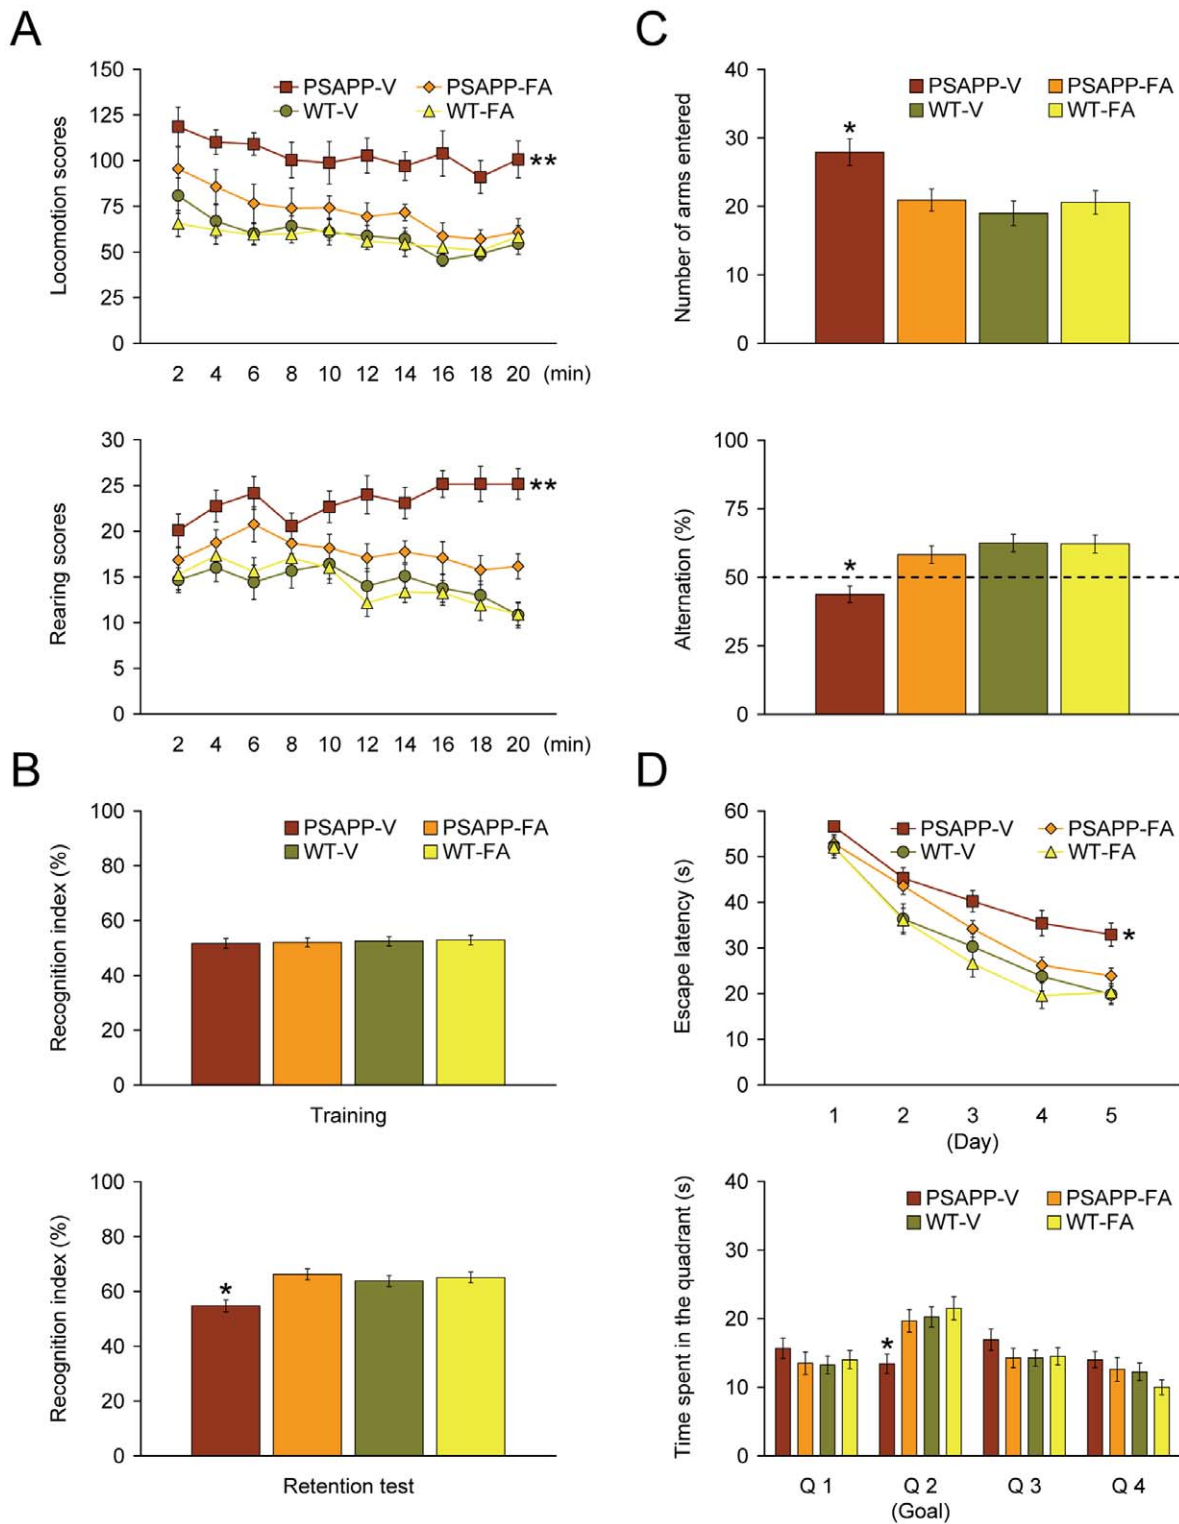 A
Locomotion scores
150
125
100
75
50
25
0
PSAPP-V PSAPP-FA
WT-V WT-FA
**
2 4 6 8 10 12 14 16 18 20 (min)
Rearing scores
30
25
20
15
10
5
0
**
2 4 6 8 10 12 14 16 18 20 (min)
B
Recognition index (%)
100
80
60
40
20
0
PSAPP-V PSAPP-FA
WT-V WT-FA
Training
Recognition index (%)
100
80
60
40
20
0
*
Retention test
C
Number of arms entered
40
30
20
10
0
PSAPP-V PSAPP-FA
WT-V WT-FA
*
Alternation (%)
100
75
50
25
0
*
D
Escape latency (s)
60
50
40
30
20
10
0
PSAPP-V PSAPP-FA
WT-V WT-FA
*
1 2 3 4 5
(Day)
Time spent in the quadrant (s)
40
30
20
10
0
PSAPP-V PSAPP-FA
WT-V WT-FA
*
Q 1 Q 2 Q 3 Q 4
(Goal)